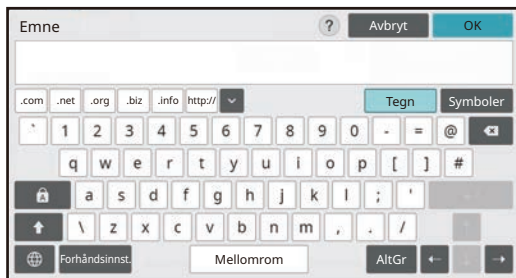 Emne ? Avbryt OK
.com .net .org .biz .info http:// Tegn Symboler
` 1 2 3 4 5 6 7 8 9 0 - = @
q w e r t y u i o p [ ] #
A a s d f g h j k l ; '
\ z x c v b n m , . /
Forhåndsinnst. Mellomrom AltGr